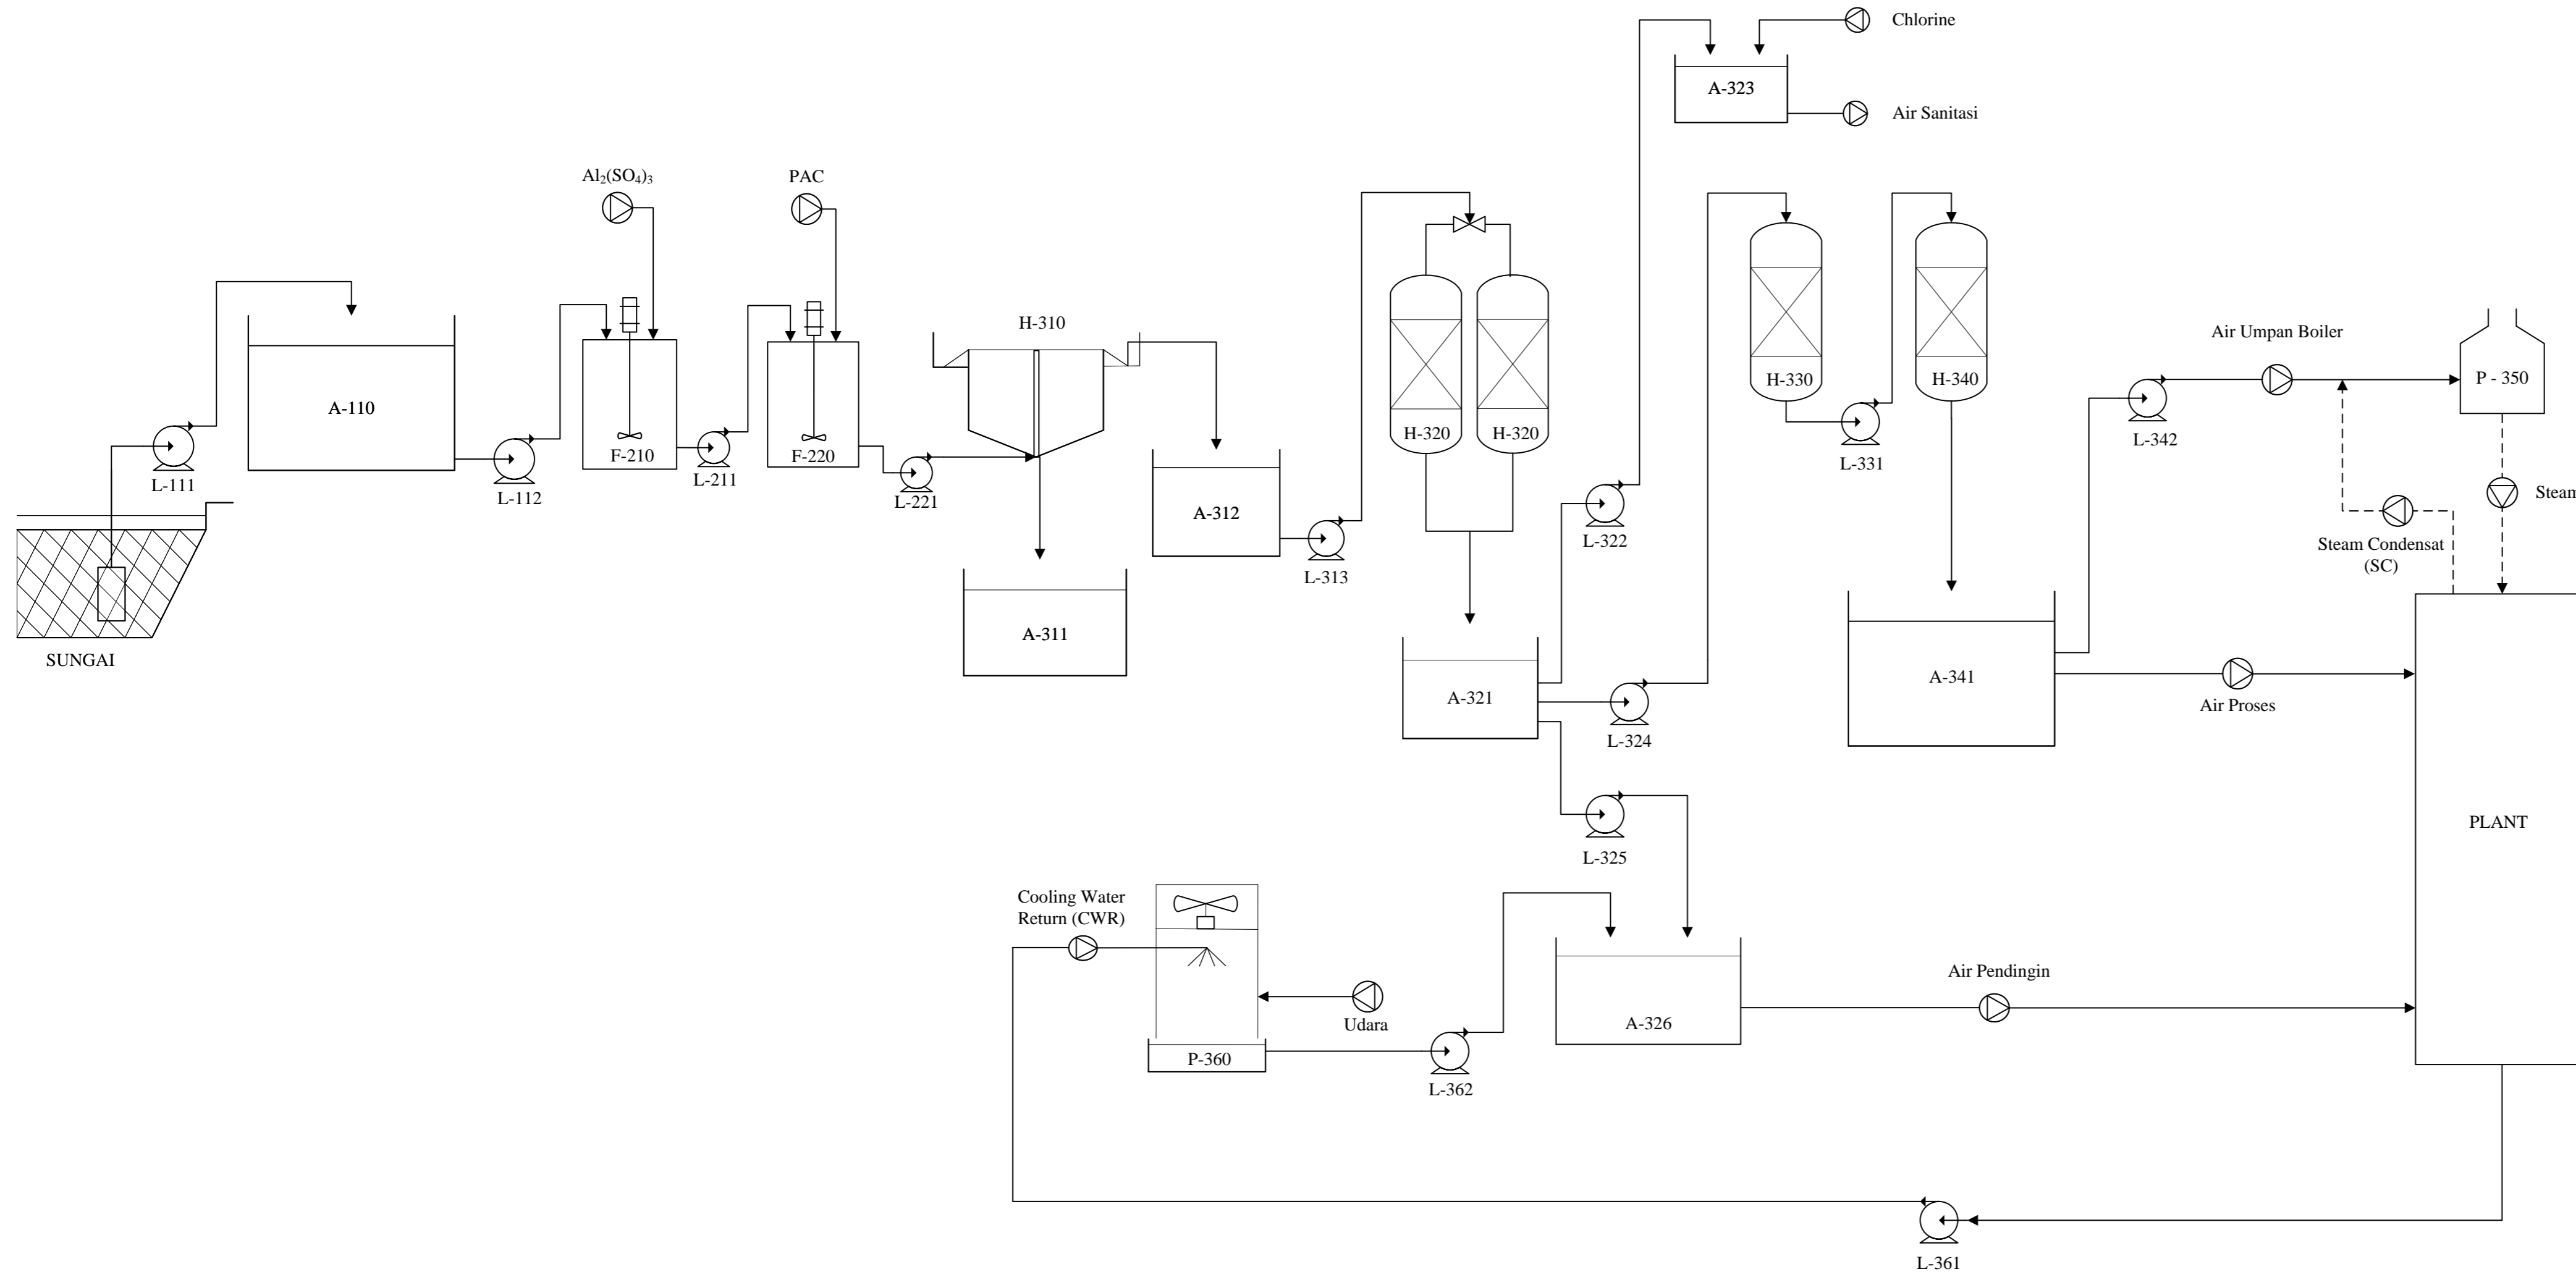 Chlorine
A-323
Air Sanitasi
Al₂(SO₄)₃
PAC
H-310
A-110
F-210
F-220
L-111
L-112
L-211
L-221
SUNGAI
A-311
A-312
L-313
H-320
H-320
L-322
H-330
L-331
H-340
A-321
L-324
L-325
A-341
L-342
Air Umpan Boiler
P - 350
Steam
Steam Condensat
(SC)
Air Proses
PLANT
Cooling Water
Return (CWR)
Udara
P-360
L-362
A-326
Air Pendingin
L-361